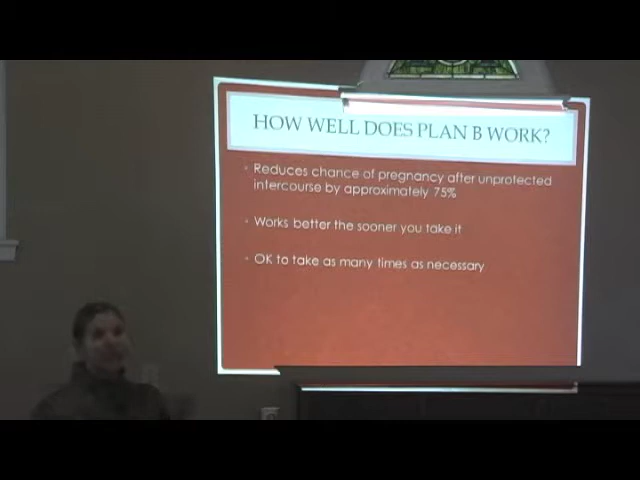 HOW WELL DOES PLAN B WORK?
Reduces chance of pregnancy after unprotected
intercourse by approximately 75%
Works better the sooner you take it
OK to take as many times as necessary